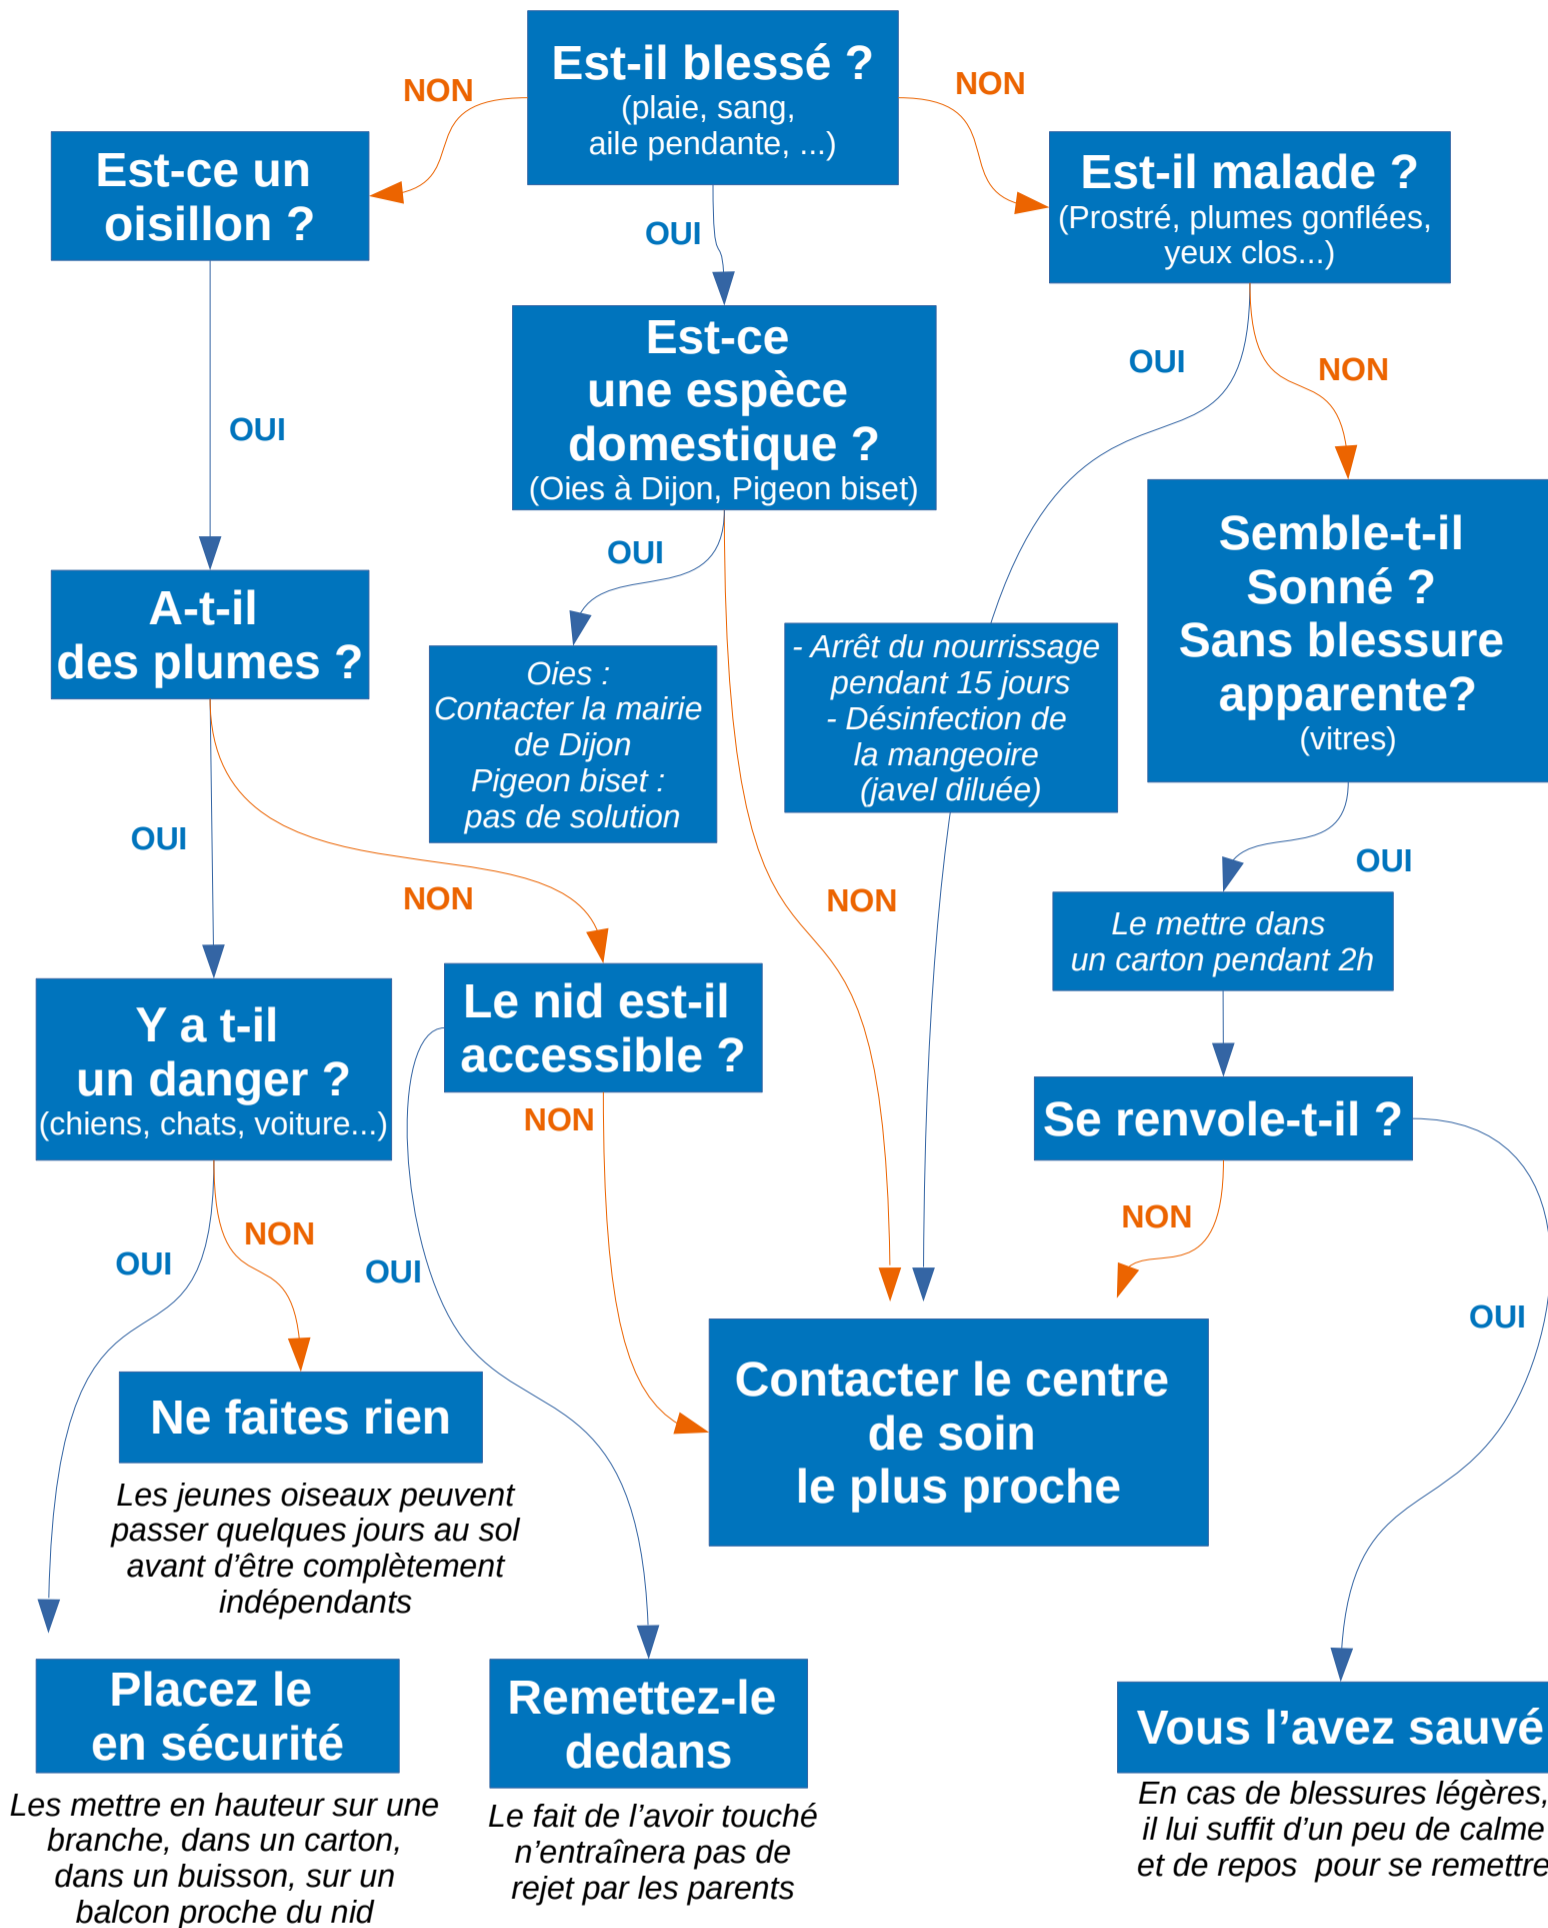 Est-il blessé ?
(plaie, sang,
aile pendante, ...)
NON
NON
Est-ce un
oisillon ?
Est-il malade ?
(Prostré, plumes gonflées,
yeux clos...)
OUI
Est-ce
une espèce
domestique ?
(Oies à Dijon, Pigeon biset)
OUI
NON
OUI
Semble-t-il
Sonné ?
Sans blessure
apparente?
(vitres)
OUI
A-t-il
des plumes ?
Oies :
Contacter la mairie
de Dijon
Pigeon biset :
pas de solution
- Arrêt du nourrissage
pendant 15 jours
- Désinfection de
la mangeoire
(javel diluée)
OUI
NON
NON
OUI
Le mettre dans
un carton pendant 2h
Y a t-il
un danger ?
(chiens, chats, voiture...)
Le nid est-il
accessible ?
NON
Se renvole-t-il ?
OUI
NON
OUI
NON
OUI
Ne faites rien
Les jeunes oiseaux peuvent
passer quelques jours au sol
avant d’être complètement
indépendants
Contacter le centre
de soin
le plus proche
Placez le
en sécurité
Les mettre en hauteur sur une
branche, dans un carton,
dans un buisson, sur un
balcon proche du nid
Remettez-le
dedans
Le fait de l’avoir touché
n’entraînera pas de
rejet par les parents
Vous l’avez sauvé
En cas de blessures légères,
il lui suffit d’un peu de calme
et de repos  pour se remettre